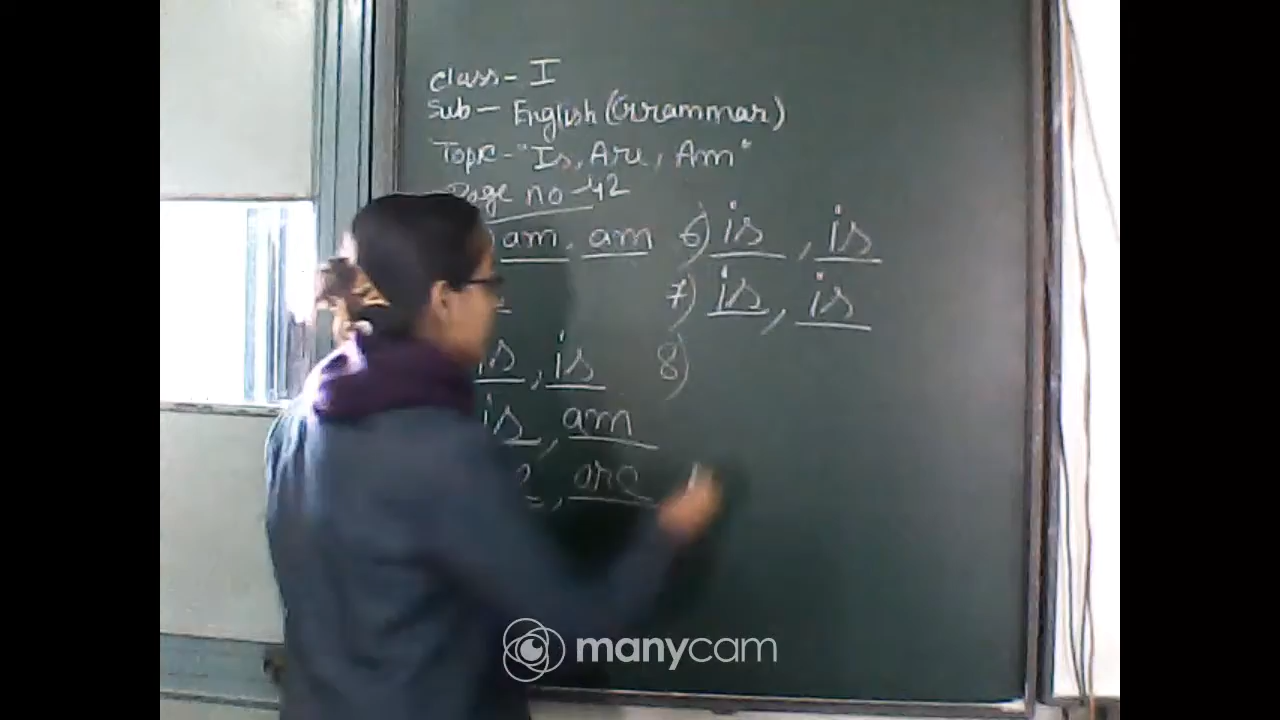 Class - I
Sub - English (Grammar)
Topic - "Is, Are, Am"
Page no - 42
am, am
is, is
is, am
, are
6) is, is
7) is, is
8)
manycam